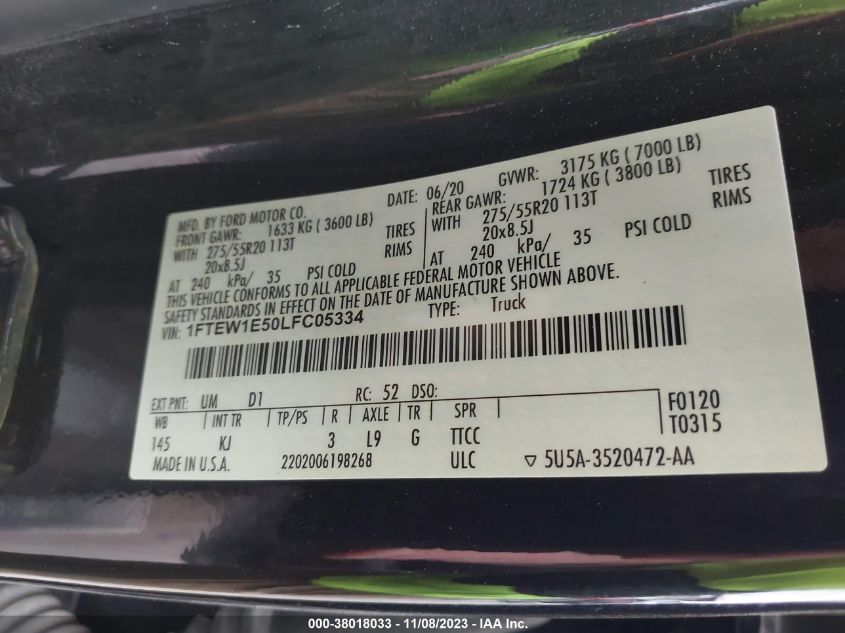 MFD. BY FORD MOTOR CO. DATE: 06/20 GVWR: 3175 KG ( 7000 LB)
FRONT GAWR: 1633 KG ( 3600 LB) REAR GAWR: 1724 KG ( 3800 LB)
WITH 275/55R20 113T TIRES WITH 275/55R20 113T TIRES
20x8.5J RIMS 20x8.5J RIMS
AT 240 kPa/ 35 PSI COLD AT 240 kPa/ 35 PSI COLD
THIS VEHICLE CONFORMS TO ALL APPLICABLE FEDERAL MOTOR VEHICLE
SAFETY STANDARDS IN EFFECT ON THE DATE OF MANUFACTURE SHOWN ABOVE.
VIN: 1FTEW1E50LFC05334 TYPE: Truck
EXT PNT: UM D1 RC: 52 DSO:
WB INT TR TP/PS R AXLE TR SPR F0120
145 KJ 3 L9 G TTCC T0315
MADE IN U.S.A. 2202006198268 ULC ▽ 5U5A-3520472-AA
000-38018033 — 11/08/2023 — IAA Inc.